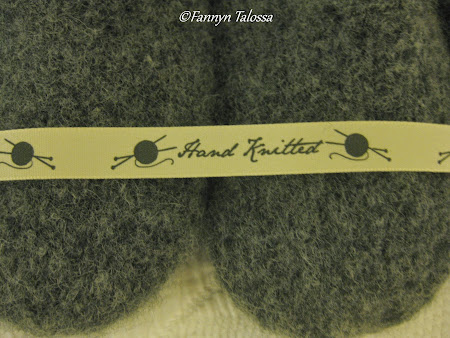 ©Fannyn Talossa
Hand Knitted